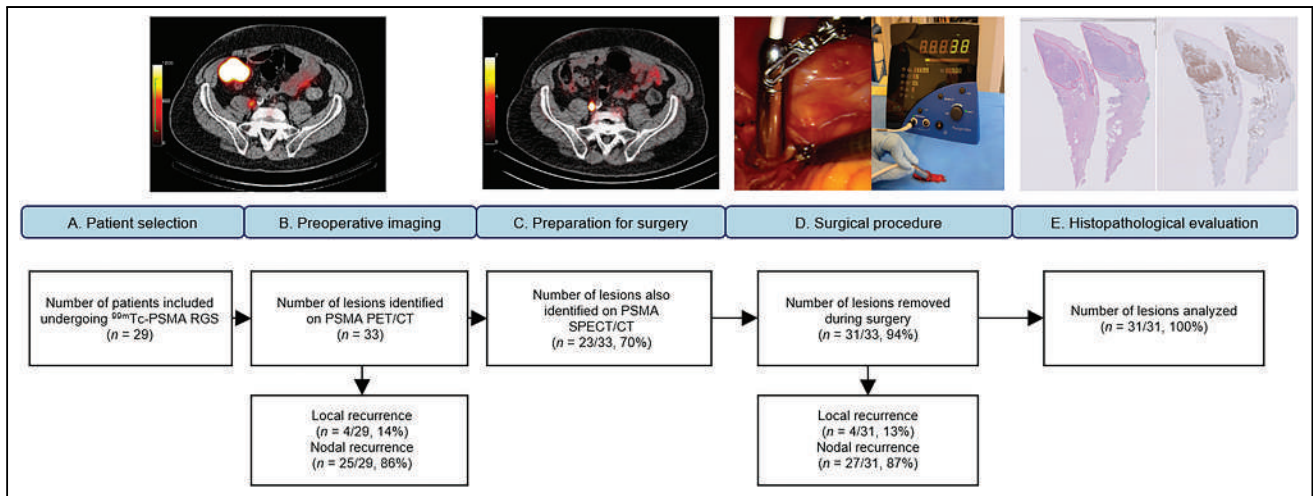 A. Patient selection
B. Preoperative imaging
C. Preparation for surgery
D. Surgical procedure
E. Histopathological evaluation
Number of patients included
undergoing ⁹⁹ᵐTc-PSMA RGS
(n = 29)
Number of lesions identified
on PSMA PET/CT
(n = 33)
Number of lesions also
identified on PSMA
SPECT/CT
(n = 23/33, 70%)
Number of lesions removed
during surgery
(n = 31/33, 94%)
Number of lesions analyzed
(n = 31/31, 100%)
Local recurrence
(n = 4/29, 14%)
Nodal recurrence
(n = 25/29, 86%)
Local recurrence
(n = 4/31, 13%)
Nodal recurrence
(n = 27/31, 87%)